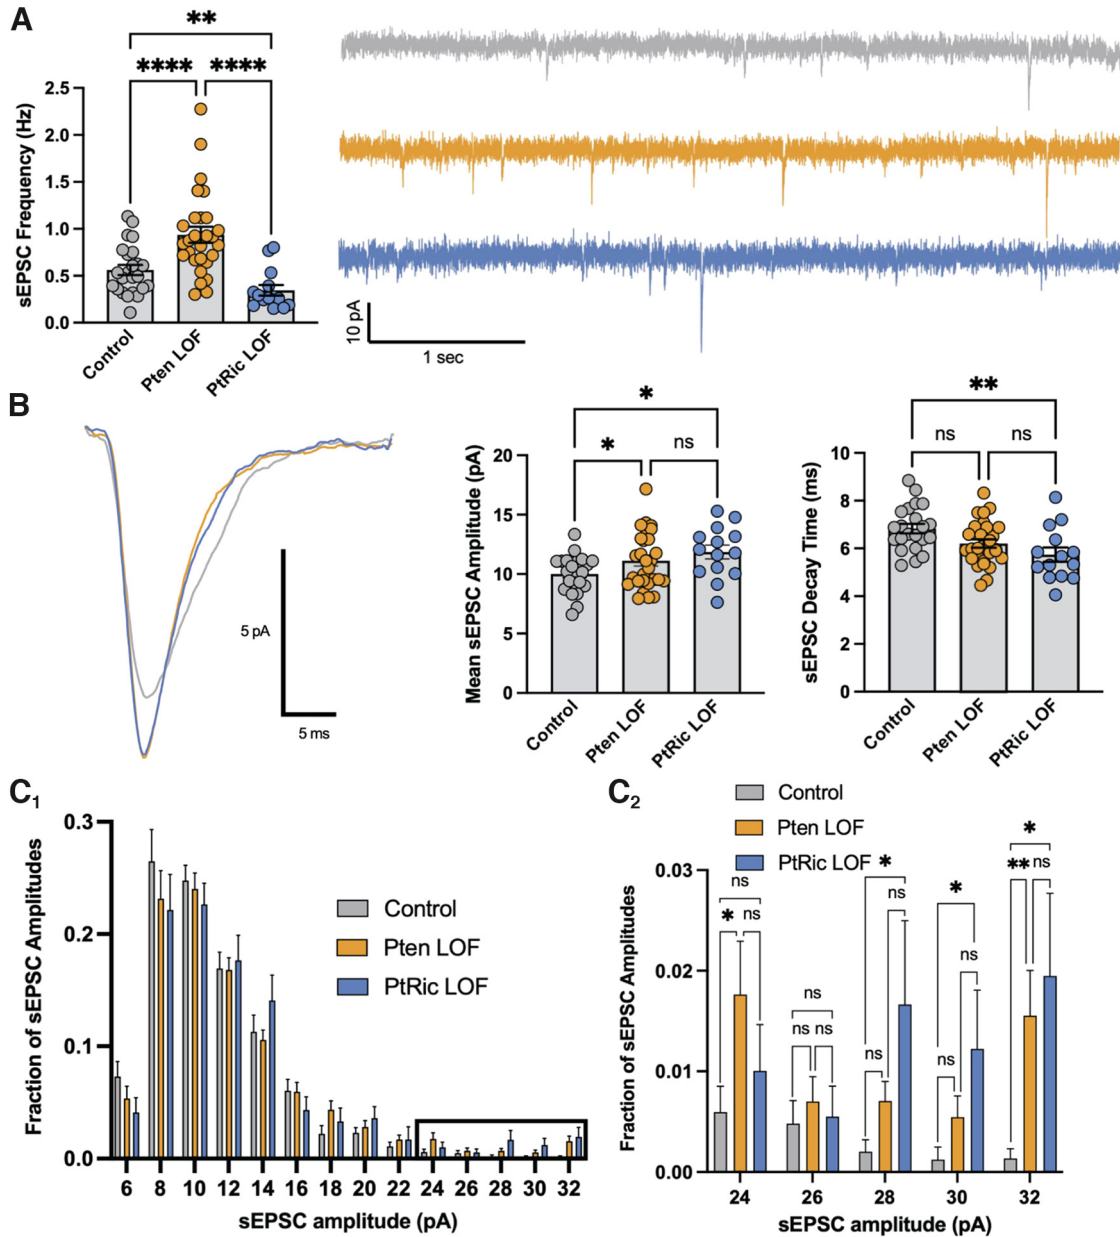 A
**
**** ****
sEPSC Frequency (Hz)
2.5
2.0
1.5
1.0
0.5
0.0
Control
Pten LOF
PtRic LOF
10 pA
1 sec
B
5 pA
5 ms
*
* ns
Mean sEPSC Amplitude (pA)
20
15
10
5
0
Control
Pten LOF
PtRic LOF
**
ns ns
sEPSC Decay Time (ms)
10
8
6
4
2
0
Control
Pten LOF
PtRic LOF
C1
Fraction of sEPSC Amplitudes
0.3
0.2
0.1
0.0
Control
Pten LOF
PtRic LOF
6 8 10 12 14 16 18 20 22 24 26 28 30 32
sEPSC amplitude (pA)
C2
Control
Pten LOF
PtRic LOF
Fraction of sEPSC Amplitudes
0.03
0.02
0.01
0.00
ns
* ns
ns
ns ns
*
ns
ns
*
ns
ns
*
** ns
24 26 28 30 32
sEPSC amplitude (pA)